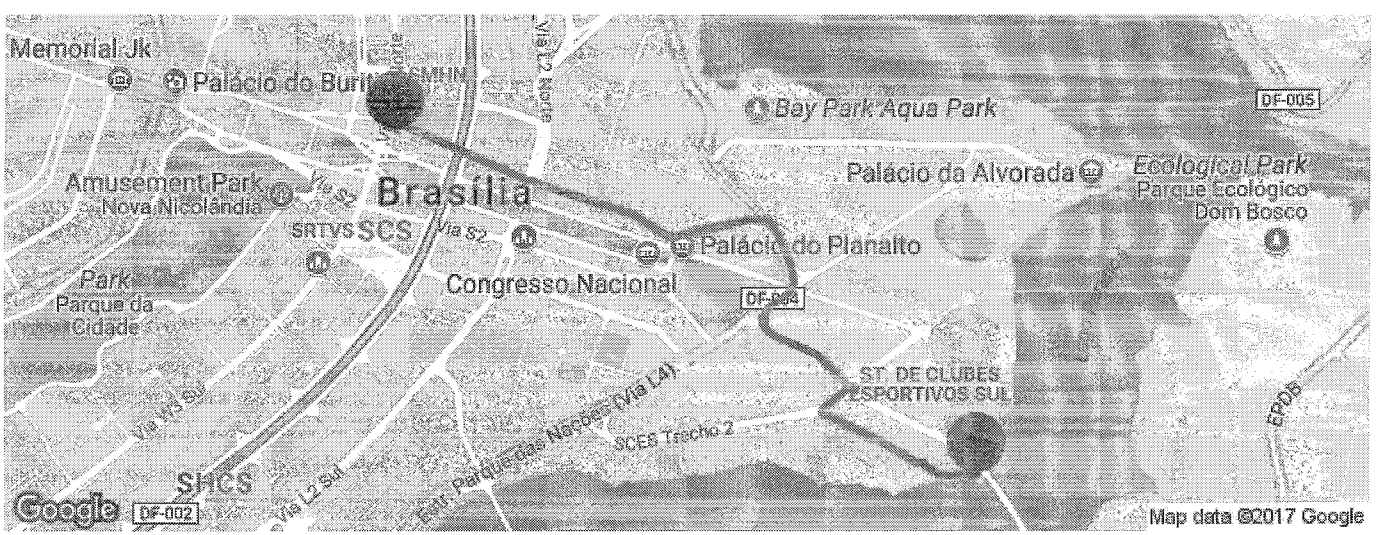 Memorial Jk
Palácio do Buriti
SMHN
Via L2 Norte
Bay Park Aqua Park
DF-005
Amusement Park
Nova Nicolândia
Via S2
Brasília
Palácio da Alvorada
Ecological Park
Parque Ecológico
Dom Bosco
SRTVS
SCS
Via S2
Palácio do Planalto
Congresso Nacional
Park
Parque da
Cidade
DF-004
ST. DE CLUBES
ESPORTIVOS SUL
Via W3 Sul
Estr. Parque das Nações (Via L4)
SCES Trecho 2
EPDB
SHCS
Via L2 Sul
Google
DF-002
Map data ©2017 Google